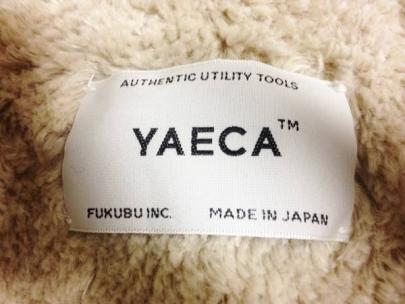 AUTHENTIC UTILITY TOOLS
YAECA™
FUKUBU INC. MADE IN JAPAN